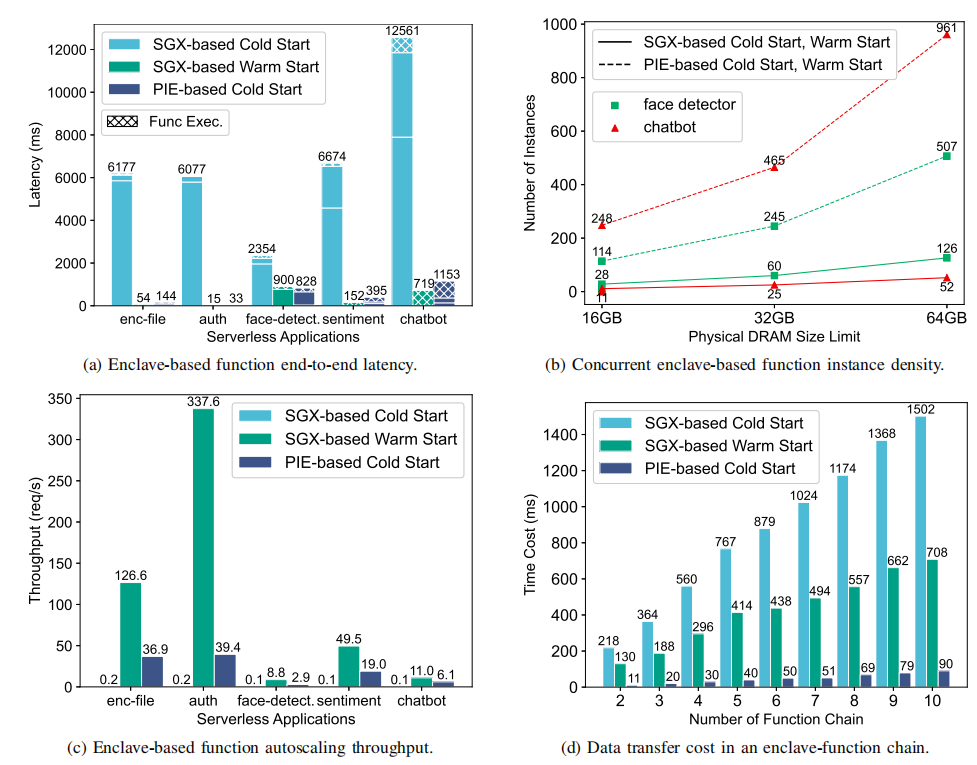 12000
10000
8000
6000
4000
2000
0
Latency (ms)
SGX-based Cold Start
SGX-based Warm Start
PIE-based Cold Start
Func Exec.
6177
54
144
6077
15
33
2354
900
828
6674
152
395
12561
719
1153
enc-file
auth
face-detect.
sentiment
chatbot
Serverless Applications
(a) Enclave-based function end-to-end latency.
1000
800
600
400
200
0
Number of Instances
SGX-based Cold Start, Warm Start
PIE-based Cold Start, Warm Start
face detector
chatbot
248
465
961
114
245
507
28
60
126
11
25
52
16GB
32GB
64GB
Physical DRAM Size Limit
(b) Concurrent enclave-based function instance density.
350
300
250
200
150
100
50
0
Throughput (req/s)
SGX-based Cold Start
SGX-based Warm Start
PIE-based Cold Start
0.2
126.6
36.9
0.2
337.6
39.4
0.1
8.8
2.9
0.1
49.5
19.0
0.1
11.0
6.1
enc-file
auth
face-detect.
sentiment
chatbot
Serverless Applications
(c) Enclave-based function autoscaling throughput.
1400
1200
1000
800
600
400
200
0
Time Cost (ms)
SGX-based Cold Start
SGX-based Warm Start
PIE-based Cold Start
218
130
11
364
188
20
560
296
30
767
414
40
879
438
50
1024
494
51
1174
557
69
1368
662
79
1502
708
90
2
3
4
5
6
7
8
9
10
Number of Function Chain
(d) Data transfer cost in an enclave-function chain.